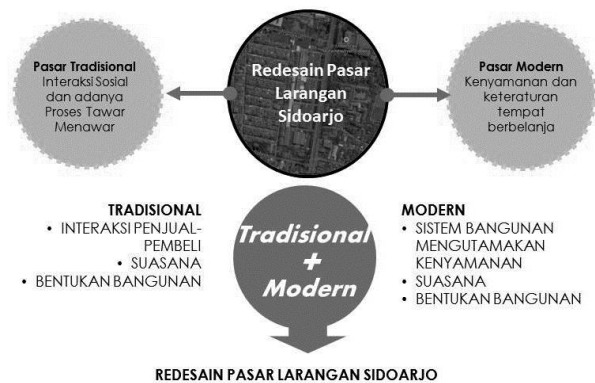 Pasar Tradisional
Interaksi Sosial
dan adanya
Proses Tawar
Menawar
Redesain Pasar
Larangan
Sidoarjo
Pasar Modern
Kenyamanan dan
keteraturan
tempat
berbelanja
TRADISIONAL
• INTERAKSI PENJUAL-
PEMBELI
• SUASANA
• BENTUKAN BANGUNAN
Tradisional
+
Modern
MODERN
• SISTEM BANGUNAN
MENGUTAMAKAN
KENYAMANAN
• SUASANA
• BENTUKAN BANGUNAN
REDESAIN PASAR LARANGAN SIDOARJO